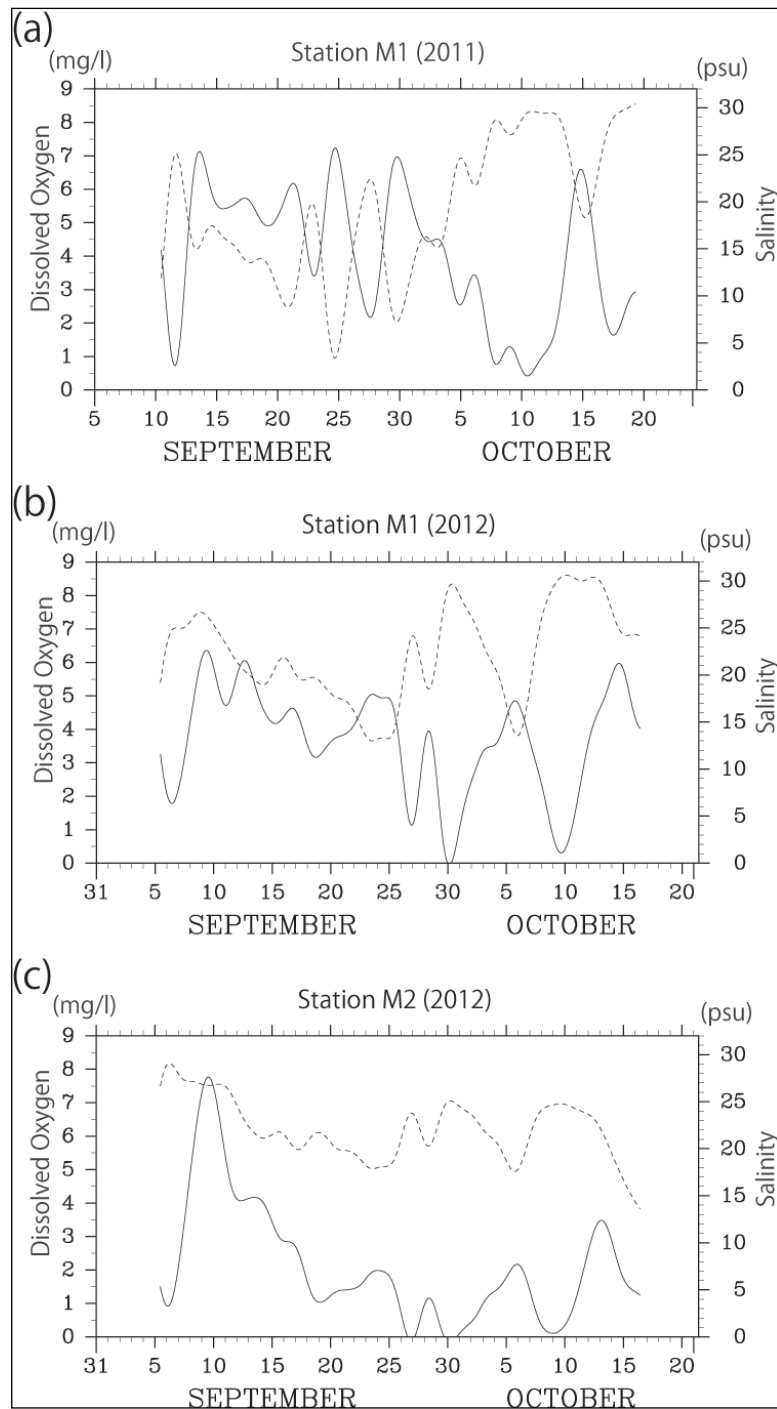 (a)
(mg/l)
Station M1 (2011)
(psu)
Dissolved Oxygen
9
8
7
6
5
4
3
2
1
0
30
25
20
15
10
5
0
Salinity
5 10 15 20 25 30 5 10 15 20
SEPTEMBER OCTOBER
(b)
(mg/l)
Station M1 (2012)
(psu)
Dissolved Oxygen
9
8
7
6
5
4
3
2
1
0
30
25
20
15
10
5
0
Salinity
31 5 10 15 20 25 30 5 10 15 20
SEPTEMBER OCTOBER
(c)
(mg/l)
Station M2 (2012)
(psu)
Dissolved Oxygen
9
8
7
6
5
4
3
2
1
0
30
25
20
15
10
5
0
Salinity
31 5 10 15 20 25 30 5 10 15 20
SEPTEMBER OCTOBER